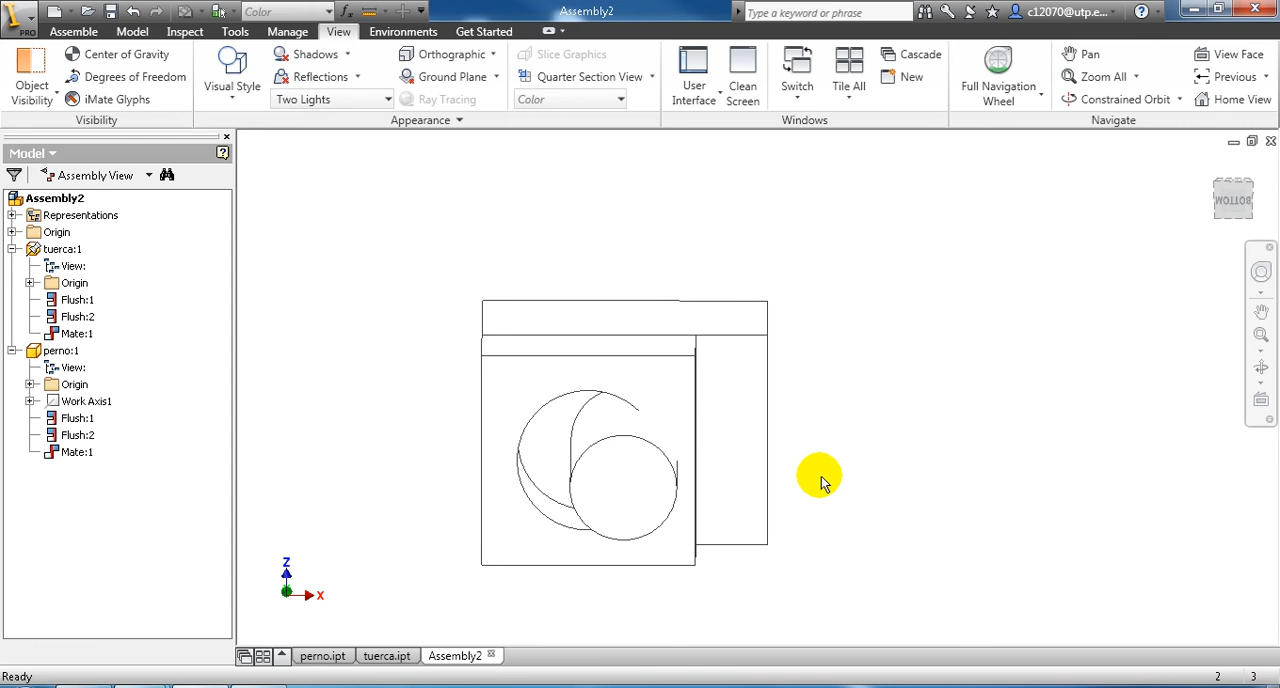 PRO
Color
Assembly2
Type a keyword or phrase
c12070@utp.e...
Assemble Model Inspect Tools Manage View Environments Get Started
Object Visibility
Center of Gravity
Degrees of Freedom
iMate Glyphs
Visibility
Visual Style
Shadows
Reflections
Two Lights
Orthographic
Ground Plane
Ray Tracing
Slice Graphics
Quarter Section View
Color
Appearance
User Interface
Clean Screen
Switch
Tile All
Cascade
New
Windows
Full Navigation Wheel
Pan
Zoom All
Constrained Orbit
View Face
Previous
Home View
Navigate
Model
Assembly View
Assembly2
Representations
Origin
tuerca:1
View:
Origin
Flush:1
Flush:2
Mate:1
perno:1
View:
Origin
Work Axis1
Flush:1
Flush:2
Mate:1
BOTTOM
Z
X
perno.ipt tuerca.ipt Assembly2
Ready
2 3